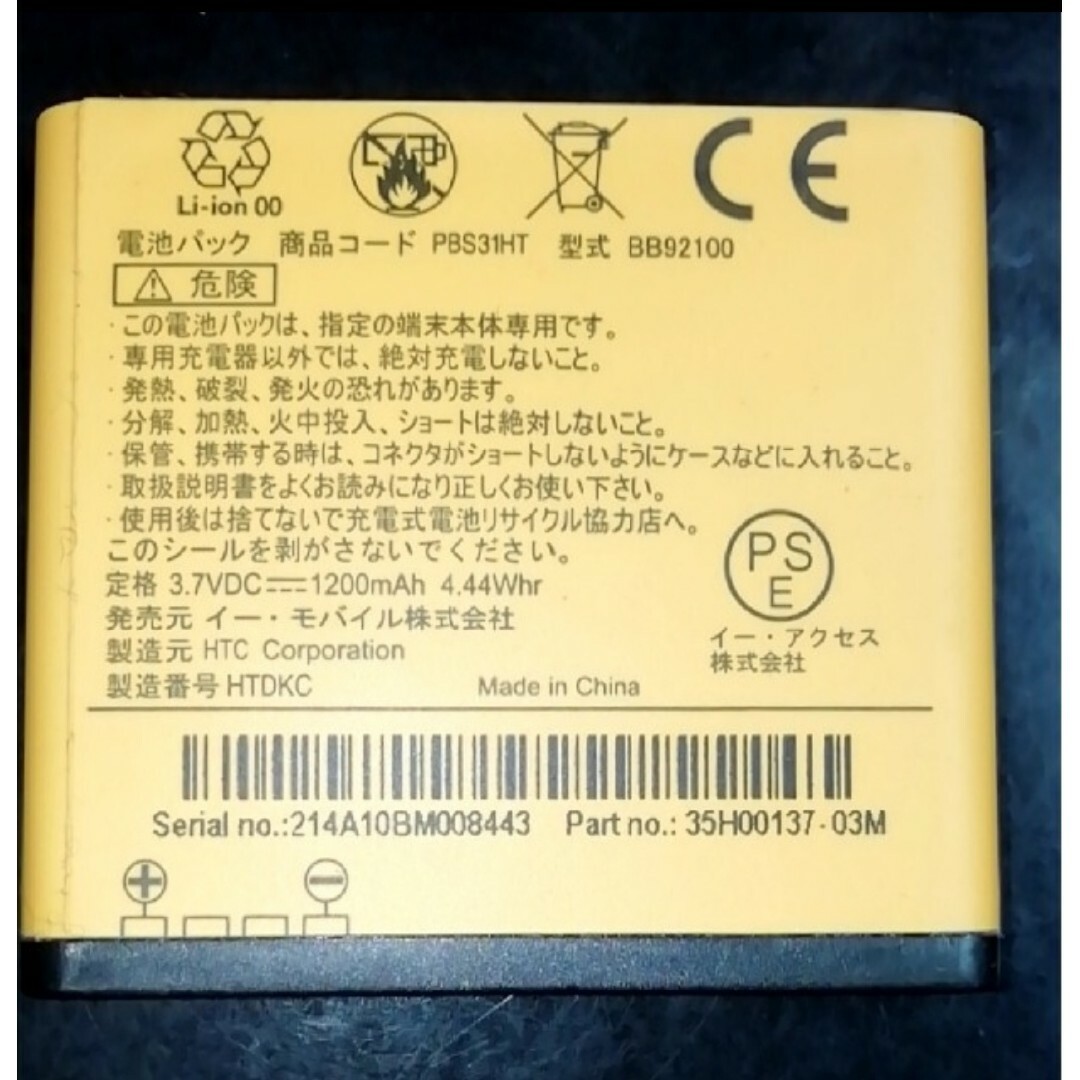 Li-ion 00
CE
電池パック 商品コード PBS31HT 型式 BB92100
危険
・この電池パックは、指定の端末本体専用です。
・専用充電器以外では、絶対充電しないこと。
・発熱、破裂、発火の恐れがあります。
・分解、加熱、火中投入、ショートは絶対しないこと。
・保管、携帯する時は、コネクタがショートしないようにケースなどに入れること。
・取扱説明書をよくお読みになり正しくお使い下さい。
・使用後は捨てないで充電式電池リサイクル協力店へ。
このシールを剥がさないでください。
定格 3.7VDC⎓1200mAh 4.44Whr
発売元 イー・モバイル株式会社
製造元 HTC Corporation
製造番号 HTDKC Made in China
PS
E
イー・アクセス
株式会社
Serial no.:214A10BM008443 Part no.: 35H00137-03M
+ −